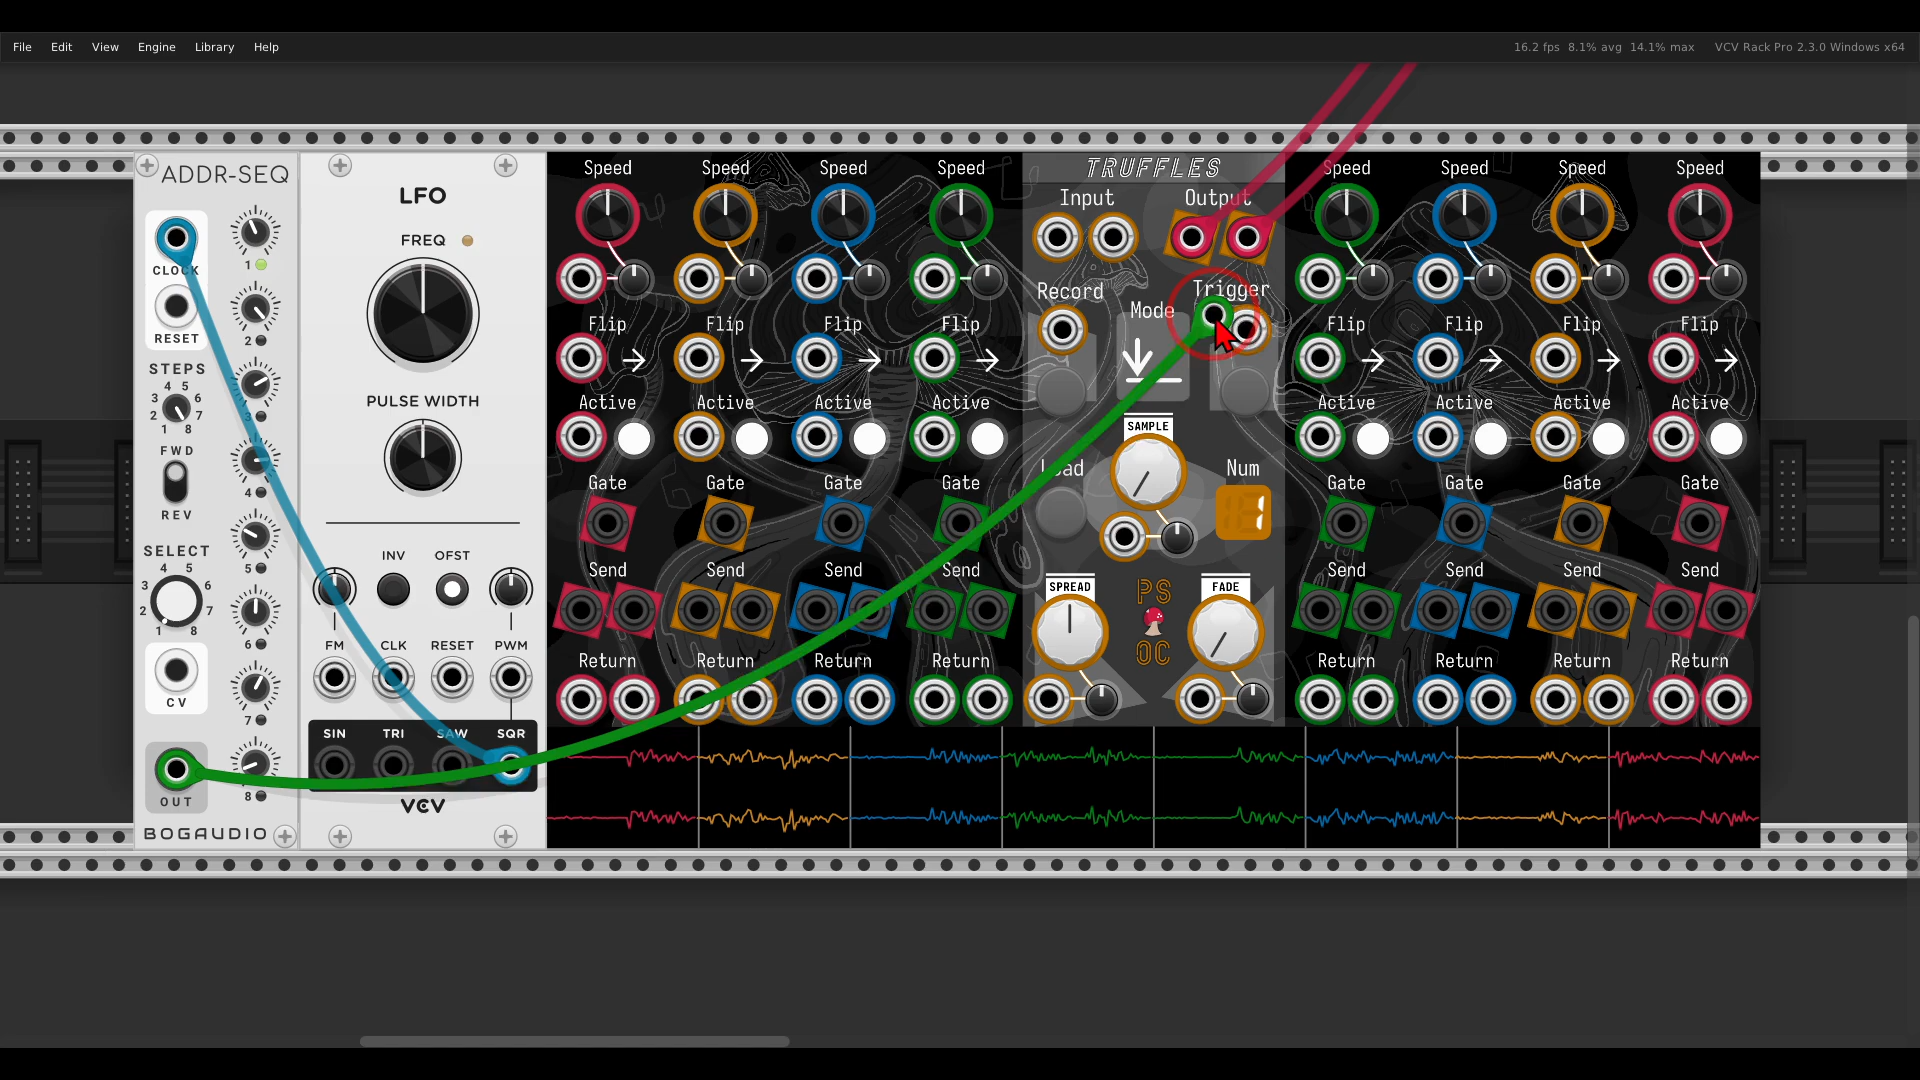 File Edit View Engine Library Help
16.2 fps 8.1% avg 14.1% max VCV Rack Pro 2.3.0 Windows x64
ADDR-SEQ
CLOCK
RESET
STEPS
4 5
3 6
2 7
1 8
FWD
REV
SELECT
4 5
3 6
2 7
1 8
CV
OUT
BOGAUDIO
1
2
3
4
5
6
7
8
LFO
FREQ
PULSE WIDTH
INV OFST
FM CLK RESET PWM
SIN TRI SAW SQR
VCV
Speed Speed Speed Speed
Flip Flip Flip Flip
Active Active Active Active
Gate Gate Gate Gate
Send Send Send Send
Return Return Return Return
TRUFFLES
Input Output
Record Trigger
Mode
SAMPLE
Load Num
1
SPREAD FADE
PS
OC
Speed Speed Speed Speed
Flip Flip Flip Flip
Active Active Active Active
Gate Gate Gate Gate
Send Send Send Send
Return Return Return Return